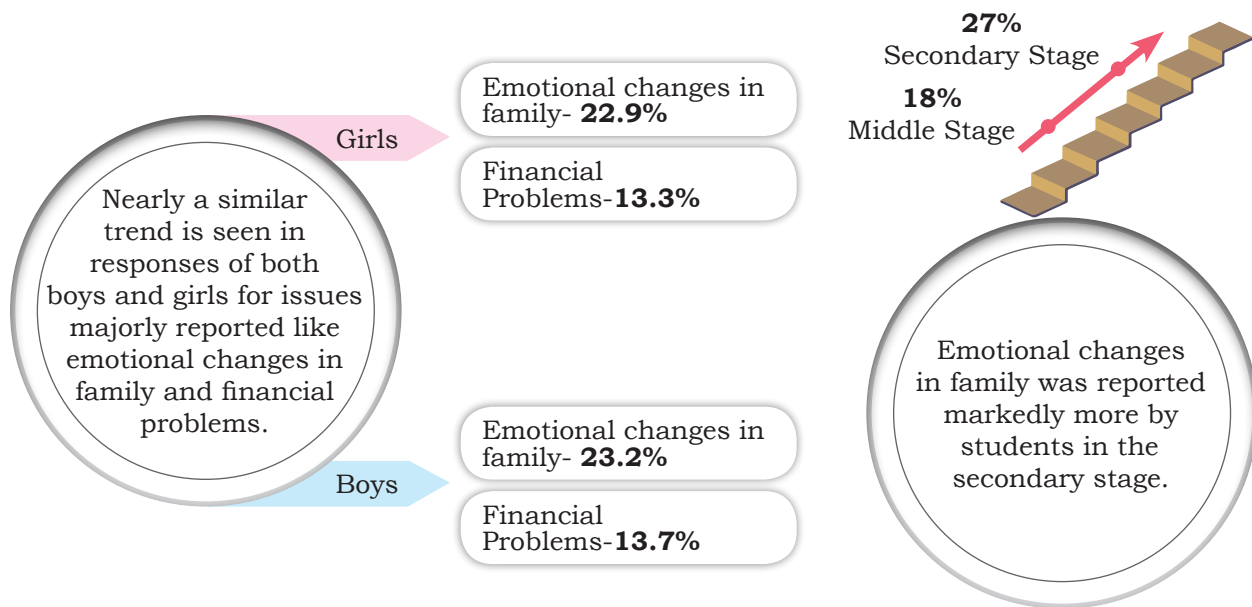 Nearly a similar
trend is seen in
responses of both
boys and girls for issues
majorly reported like
emotional changes in
family and financial
problems.
Girls
Emotional changes in
family- 22.9%
Financial
Problems-13.3%
Boys
Emotional changes in
family- 23.2%
Financial
Problems-13.7%
27%
Secondary Stage
18%
Middle Stage
Emotional changes
in family was reported
markedly more by
students in the
secondary stage.